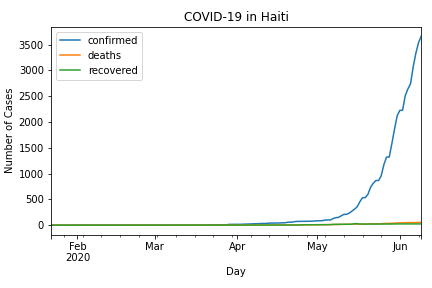 COVID-19 in Haiti
confirmed
deaths
recovered
Number of Cases
3500
3000
2500
2000
1500
1000
500
0
Feb
2020
Mar
Apr
May
Jun
Day